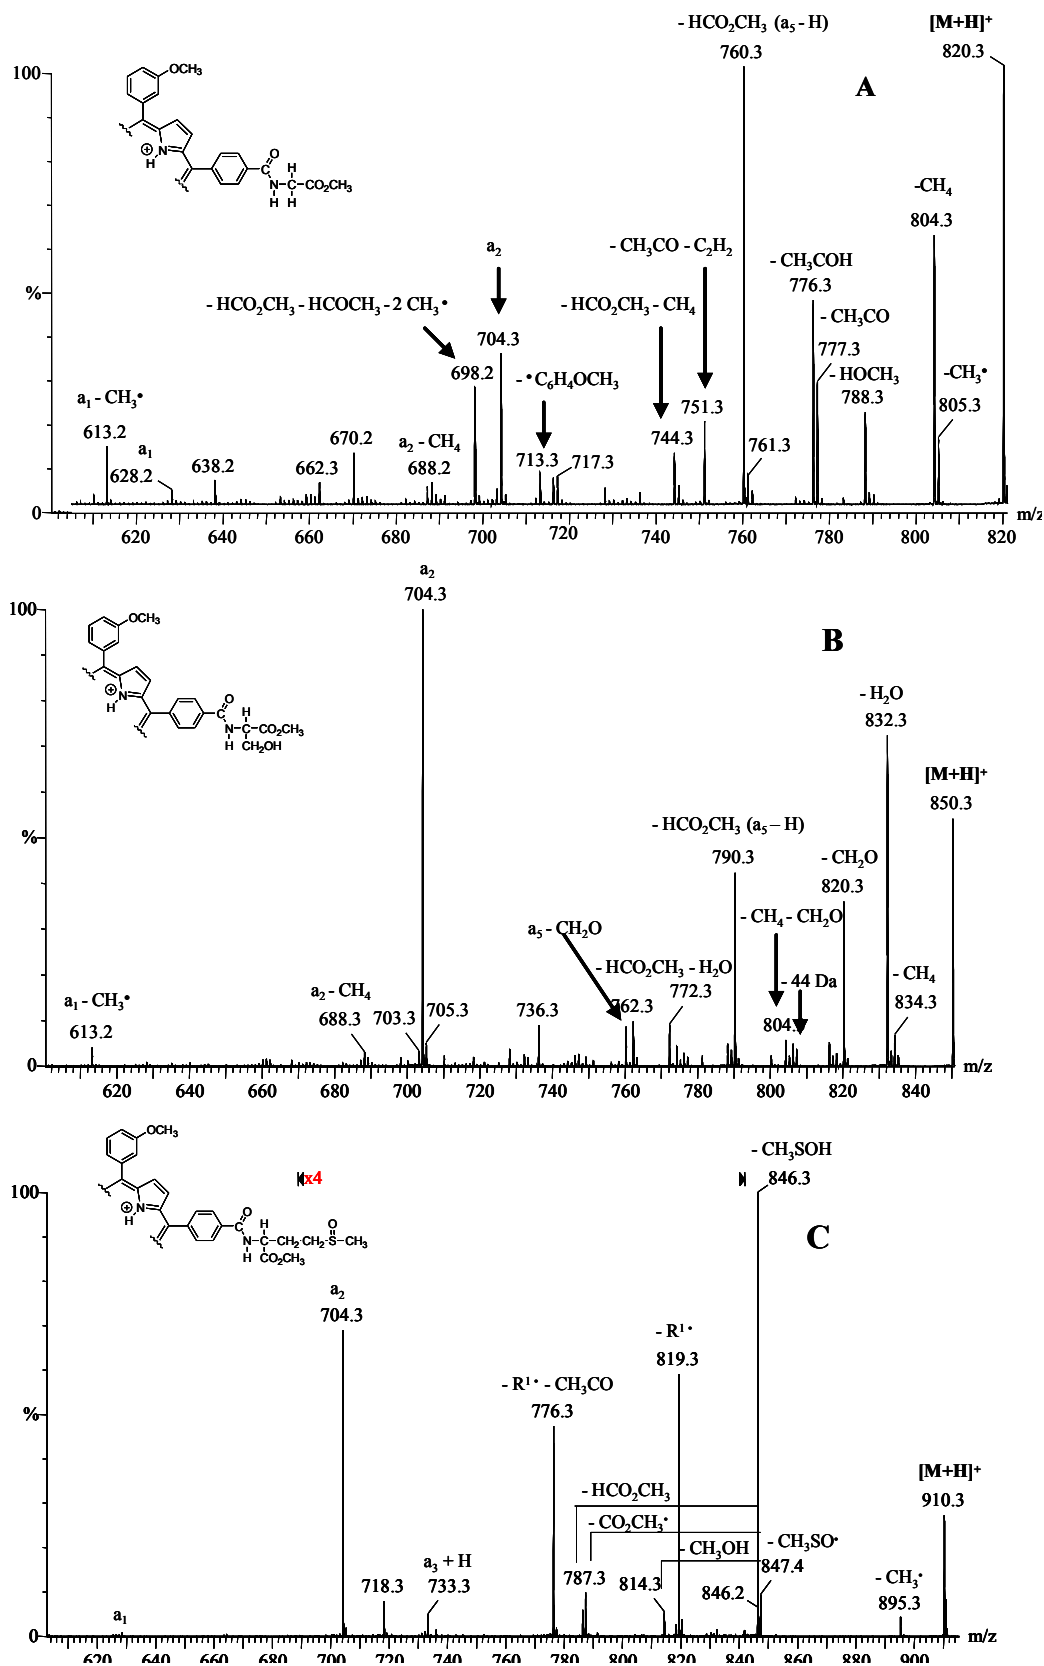 - HCO₂CH₃ (a₅ - H)
760.3
[M+H]⁺
820.3
100
A
OCH₃
N
H
⊕
C
O
N
H
H
C
H
CO₂CH₃
-CH₄
804.3
a₂
- CH₃CO - C₂H₂
- CH₃COH
776.3
%
- HCO₂CH₃ - HCOCH₃ - 2 CH₃•
- HCO₂CH₃ - CH₄
- CH₃CO
777.3
704.3
698.2
- •C₆H₄OCH₃
- HOCH₃
788.3
-CH₃•
805.3
a₁ - CH₃•
613.2
751.3
a₁
628.2
638.2
662.3
670.2
a₂ - CH₄
688.2
713.3
717.3
744.3
761.3
0
m/z
620 640 660 680 700 720 740 760 780 800 820
a₂
704.3
100
B
OCH₃
⊕
N
H
C
O
H
N
H
C
CO₂CH₃
CH₂OH
- H₂O
832.3
[M+H]⁺
850.3
%
- HCO₂CH₃ (a₅ – H)
790.3
- CH₂O
820.3
a₅ - CH₂O
- CH₄ - CH₂O
- HCO₂CH₃ - H₂O
772.3
- 44 Da
- CH₄
834.3
a₁ - CH₃•
613.2
a₂ - CH₄
688.3
703.3
705.3
736.3
762.3
0
m/z
620 640 660 680 700 720 740 760 780 800 820 840
OCH₃
x4
- CH₃SOH
846.3
100
C
⊕
N
H
C
O
H
N
H
C
CH₂CH₂
S
O
CH₃
CO₂CH₃
a₂
704.3
- R¹•
819.3
- R¹• - CH₃CO
776.3
%
- HCO₂CH₃
[M+H]⁺
910.3
- CO₂CH₃•
- CH₃OH
- CH₃SO•
847.4
a₃ + H
733.3
718.3
787.3
814.3
846.2
- CH₃•
895.3
a₁
0
m/z
620 640 660 680 700 720 740 760 780 800 820 840 860 880 900